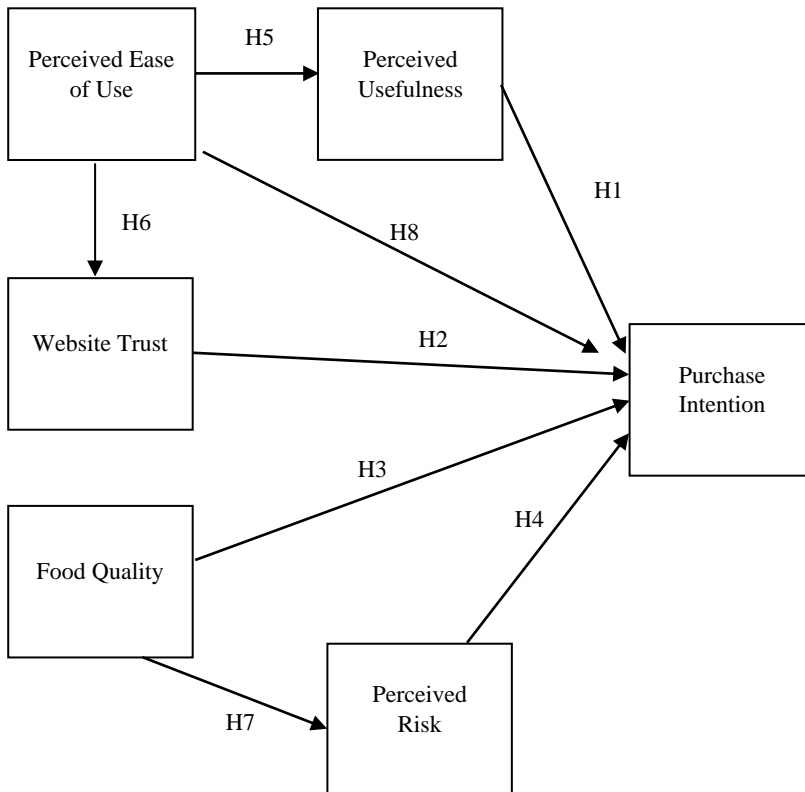 H5
Perceived Ease
of Use
Perceived
Usefulness
H1
H6
H8
Website Trust
H2
Purchase
Intention
H3
H4
Food Quality
Perceived
Risk
H7